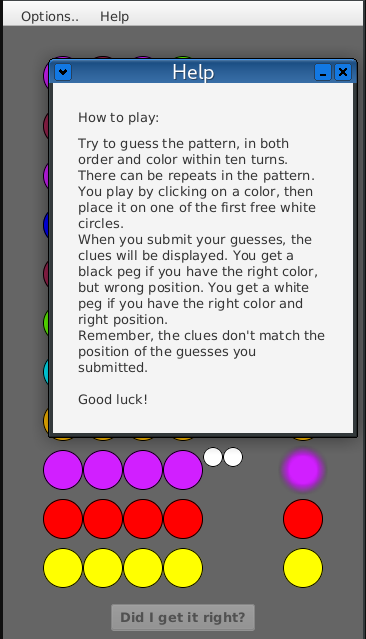 Options.. Help
Help
How to play:
Try to guess the pattern, in both
order and color within ten turns.
There can be repeats in the pattern.
You play by clicking on a color, then
place it on one of the first free white
circles.
When you submit your guesses, the
clues will be displayed. You get a
black peg if you have the right color,
but wrong position. You get a white
peg if you have the right color and
right position.
Remember, the clues don't match the
position of the guesses you
submitted.
Good luck!
Did I get it right?